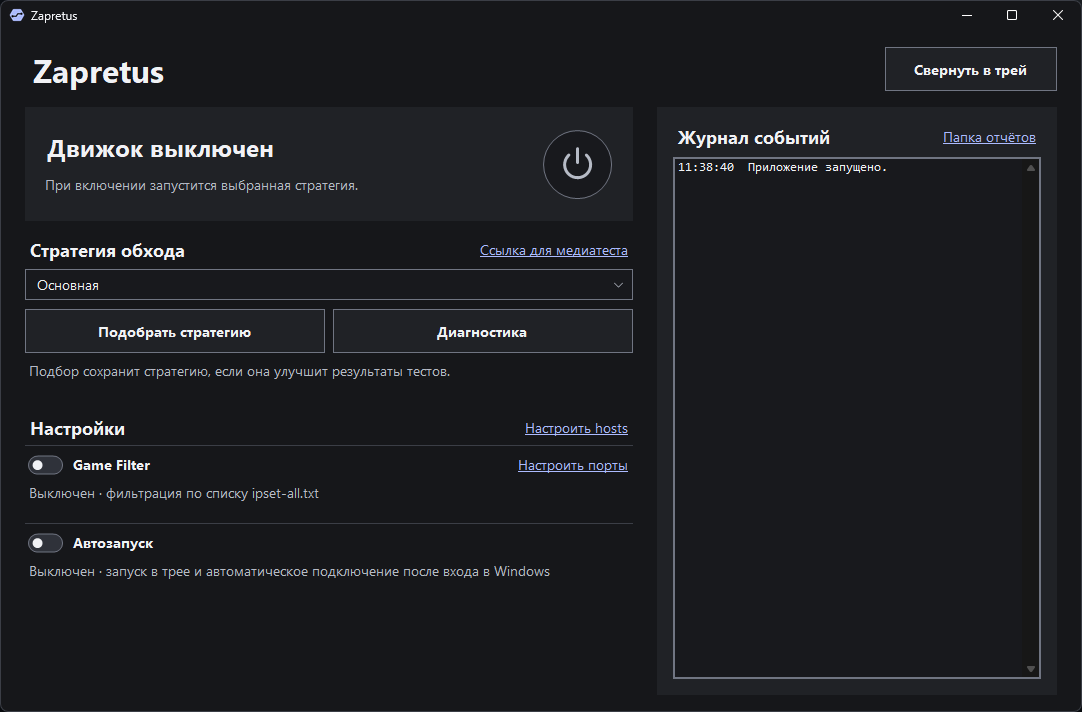 Zapretus
Zapretus
Свернуть в трей
Движок выключен
При включении запустится выбранная стратегия.
Стратегия обхода
Ссылка для медиатеста
Основная
Подобрать стратегию
Диагностика
Подбор сохранит стратегию, если она улучшит результаты тестов.
Настройки
Настроить hosts
Game Filter
Настроить порты
Выключен · фильтрация по списку ipset-all.txt
Автозапуск
Выключен · запуск в трее и автоматическое подключение после входа в Windows
Журнал событий
Папка отчётов
11:38:40 Приложение запущено.